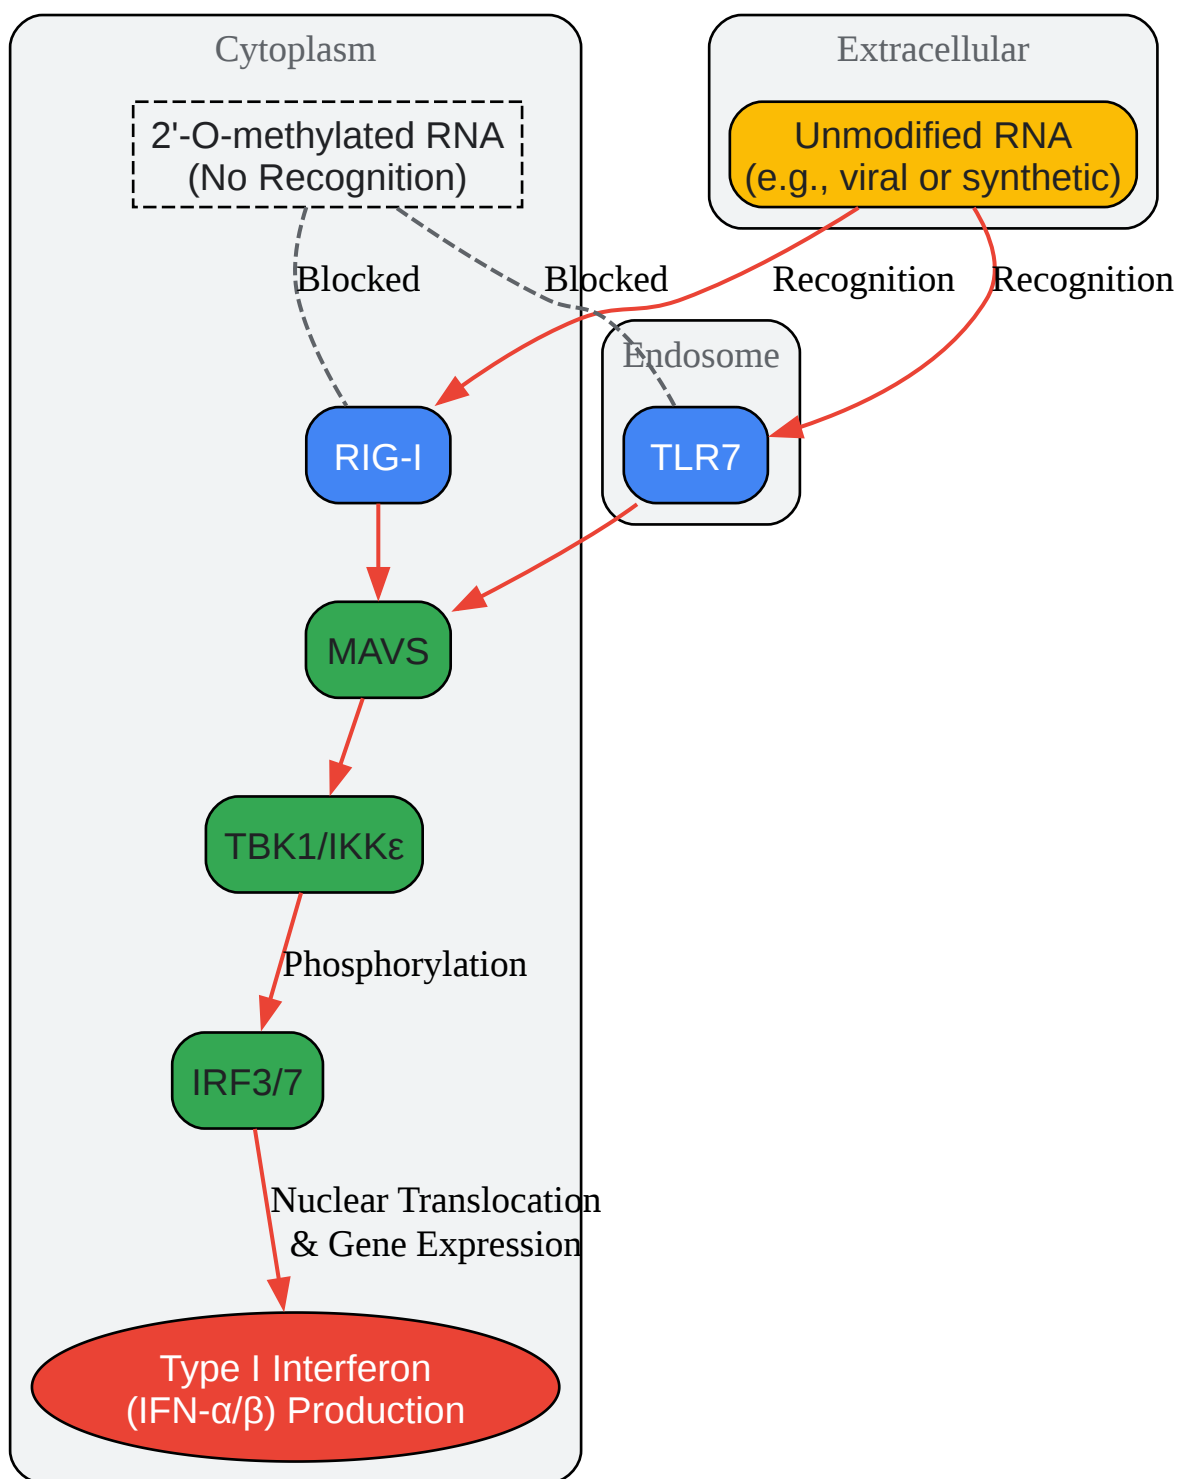 Cytoplasm
Extracellular
2'-O-methylated RNA
(No Recognition)
Unmodified RNA
(e.g., viral or synthetic)
Blocked
Blocked
Recognition
Recognition
Endosome
RIG-I
TLR7
MAVS
TBK1/IKKε
Phosphorylation
IRF3/7
Nuclear Translocation
& Gene Expression
Type I Interferon
(IFN-α/β) Production